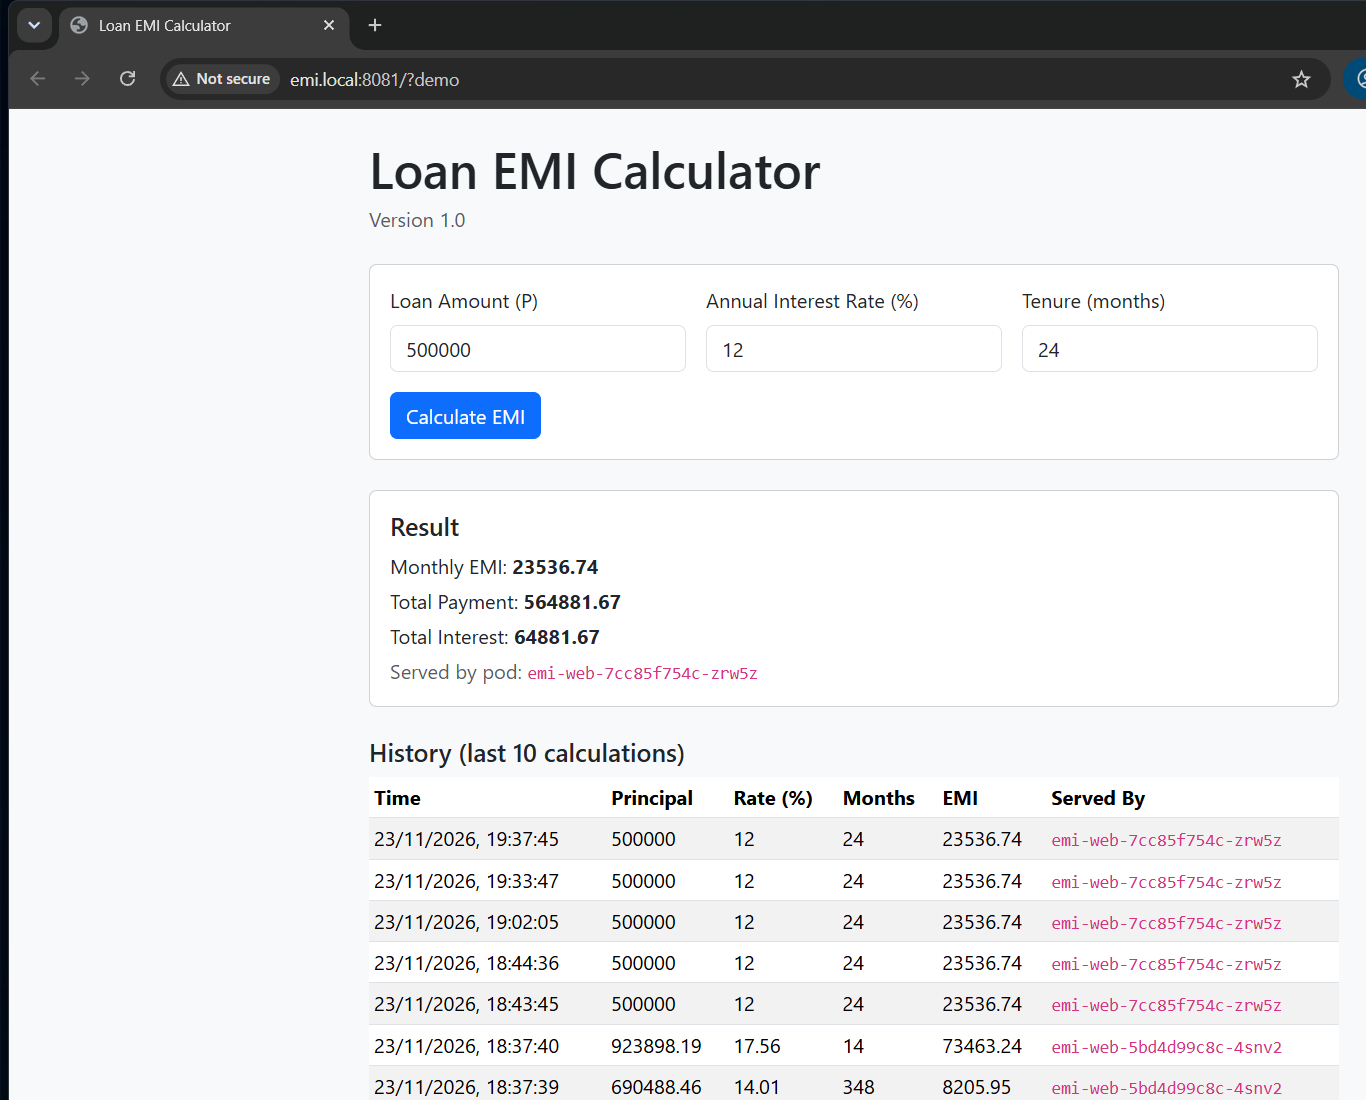 Loan EMI Calculator
Not secure emi.local:8081/?demo
Loan EMI Calculator
Version 1.0
Loan Amount (P) Annual Interest Rate (%) Tenure (months)
500000 12 24
Calculate EMI
Result
Monthly EMI: 23536.74
Total Payment: 564881.67
Total Interest: 64881.67
Served by pod: emi-web-7cc85f754c-zrw5z
History (last 10 calculations)
Time Principal Rate (%) Months EMI Served By
23/11/2026, 19:37:45 500000 12 24 23536.74 emi-web-7cc85f754c-zrw5z
23/11/2026, 19:33:47 500000 12 24 23536.74 emi-web-7cc85f754c-zrw5z
23/11/2026, 19:02:05 500000 12 24 23536.74 emi-web-7cc85f754c-zrw5z
23/11/2026, 18:44:36 500000 12 24 23536.74 emi-web-7cc85f754c-zrw5z
23/11/2026, 18:43:45 500000 12 24 23536.74 emi-web-7cc85f754c-zrw5z
23/11/2026, 18:37:40 923898.19 17.56 14 73463.24 emi-web-5bd4d99c8c-4snv2
23/11/2026, 18:37:39 690488.46 14.01 348 8205.95 emi-web-5bd4d99c8c-4snv2